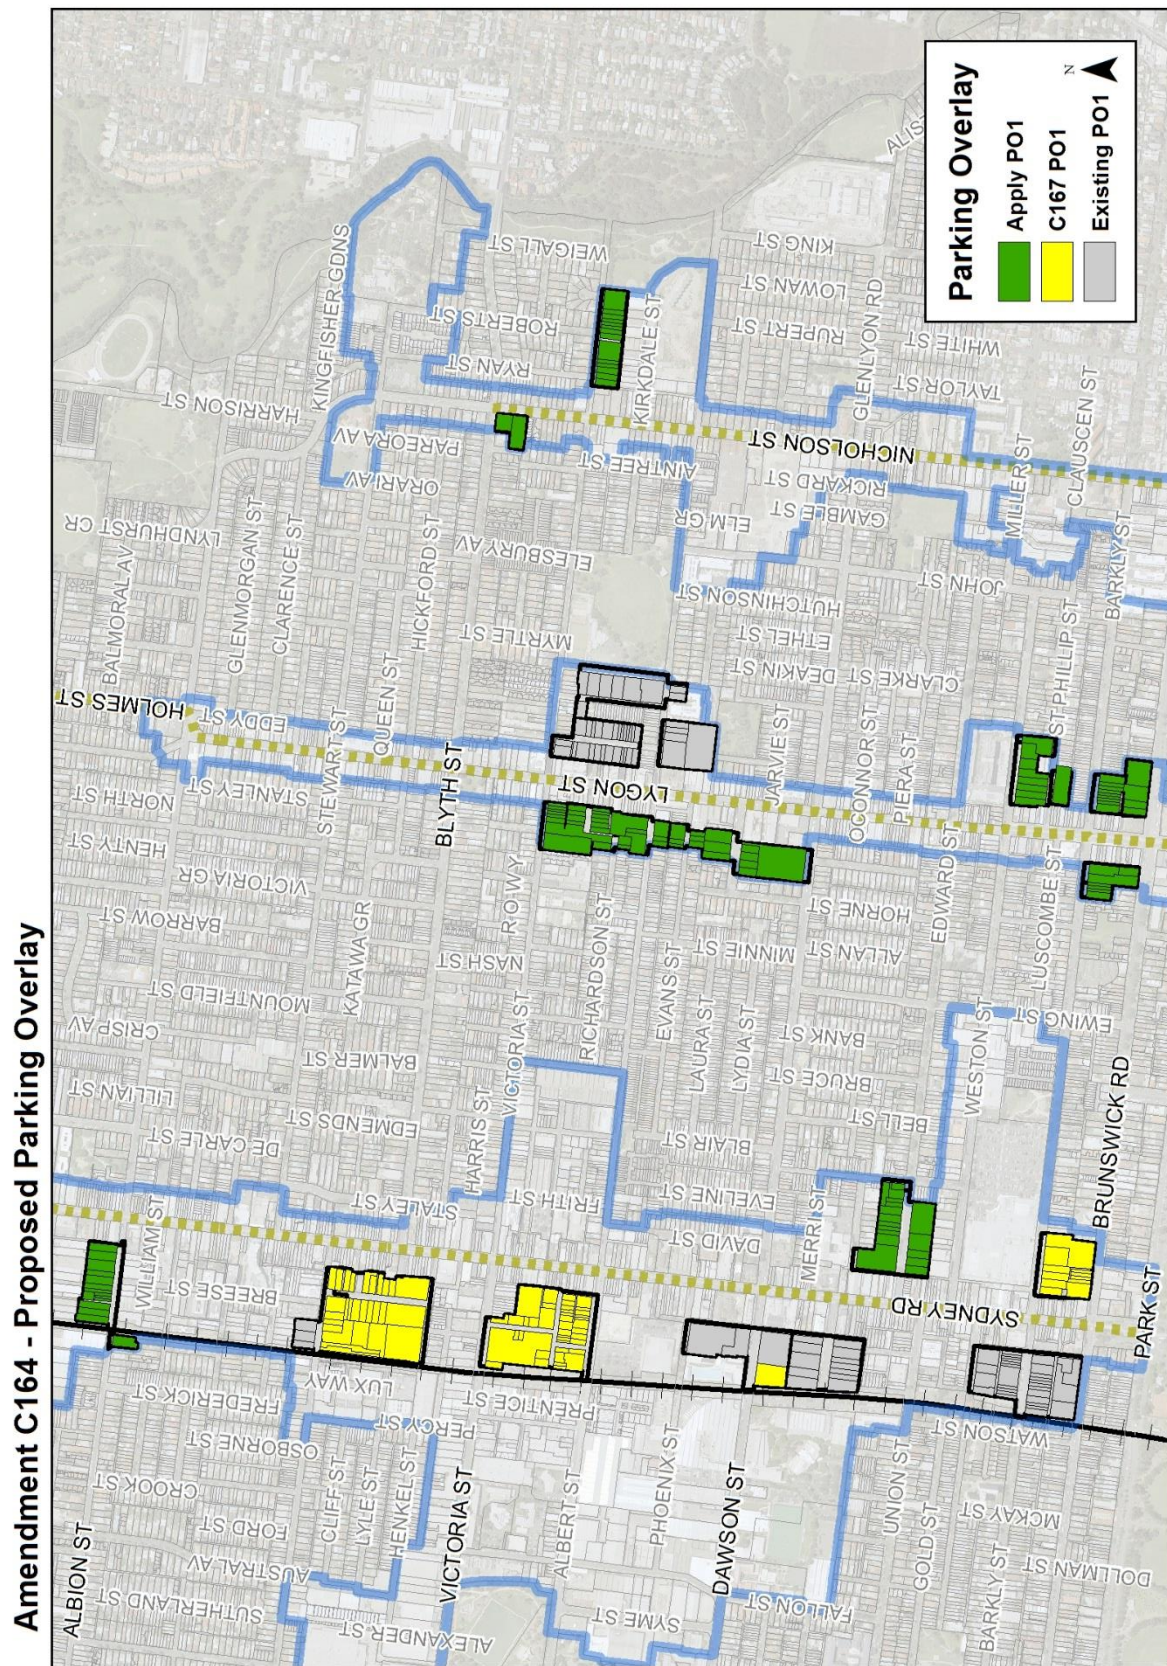 Amendment C164 - Proposed Parking Overlay
Parking Overlay
N
Apply PO1
C167 PO1
Existing PO1
ALBION ST
SUTHERLAND ST
AUSTRAL AV
FORD ST
CROOK ST
OSBORNE ST
FREDERICK ST
ALEXANDER ST
CLIFF ST
LYLE ST
HENKEL ST
PERCY ST
LUX WAY
VICTORIA ST
PRENTICE ST
ALBERT ST
SYME ST
PHOENIX ST
DAWSON ST
FALLON ST
UNION ST
GOLD ST
WATSON ST
MCKAY ST
BARKLY ST
DOLLMAN ST
WILLIAM ST
BREESE ST
SYDNEY RD
PARK ST
BRUNSWICK RD
LILLIAN ST
DE CARLE ST
CRISP AV
STALEY ST
EDMENDS ST
BALMER ST
HARRIS ST
VICTORIA ST
FRITH ST
DAVID ST
EVELINE ST
BLAIR ST
MERRI ST
BELL ST
BRUCE ST
BANK ST
WESTON ST
EWING ST
LYDIA ST
LAURA ST
EVANS ST
RICHARDSON ST
MINNIE ST
ALLAN ST
HORNE ST
EDWARD ST
LUSCOMBE ST
MOUNTFIELD ST
KATAWA GR
BARROW ST
VICTORIA GR
HENTY ST
NORTH ST
STANLEY ST
STEWART ST
NASH ST
ROW Y
BLYTH ST
LYGON ST
HOLMES ST
EDDY ST
QUEEN ST
BALMORAL AV
LYNDHURST CR
GLENMORGAN ST
CLARENCE ST
HICKFORD ST
MYRTLE ST
ELESBURY AV
JARVIE ST
OCONNOR ST
PIERA ST
DEAKIN ST
CLARKE ST
ETHEL ST
HUTCHINSON ST
ELM GR
JOHN ST
ST PHILLIP ST
BARKLY ST
MILLER ST
CLAUSCEN ST
GAMBLE ST
RICKARD ST
NICHOLSON ST
AINTREE ST
ORARI AV
PAREORA AV
HARRISON ST
KINGFISHER GDNS
RYAN ST
ROBERTS ST
WEIGALL ST
KIRKDALE ST
KING ST
LOWAN ST
RUPERT ST
GLENLYON RD
WHITE ST
TAYLOR ST